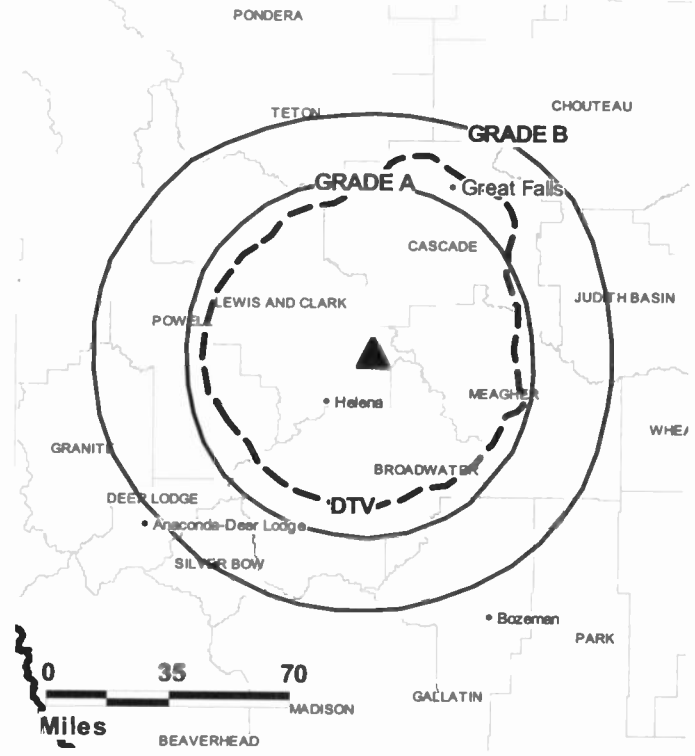 PONDERA
TETON
CHOUTEAU
GRADE B
GRADE A
Great Falls
CASCADE
LEWIS AND CLARK
JUDITH BASIN
POWELL
MEAGHER
Helena
WHEA
GRANITE
BROADWATER
DEER LODGE
DTV
Anaconda-Deer Lodge
SILVER BOW
Bozeman
PARK
0 35 70
GALLATIN
MADISON
Miles
BEAVERHEAD